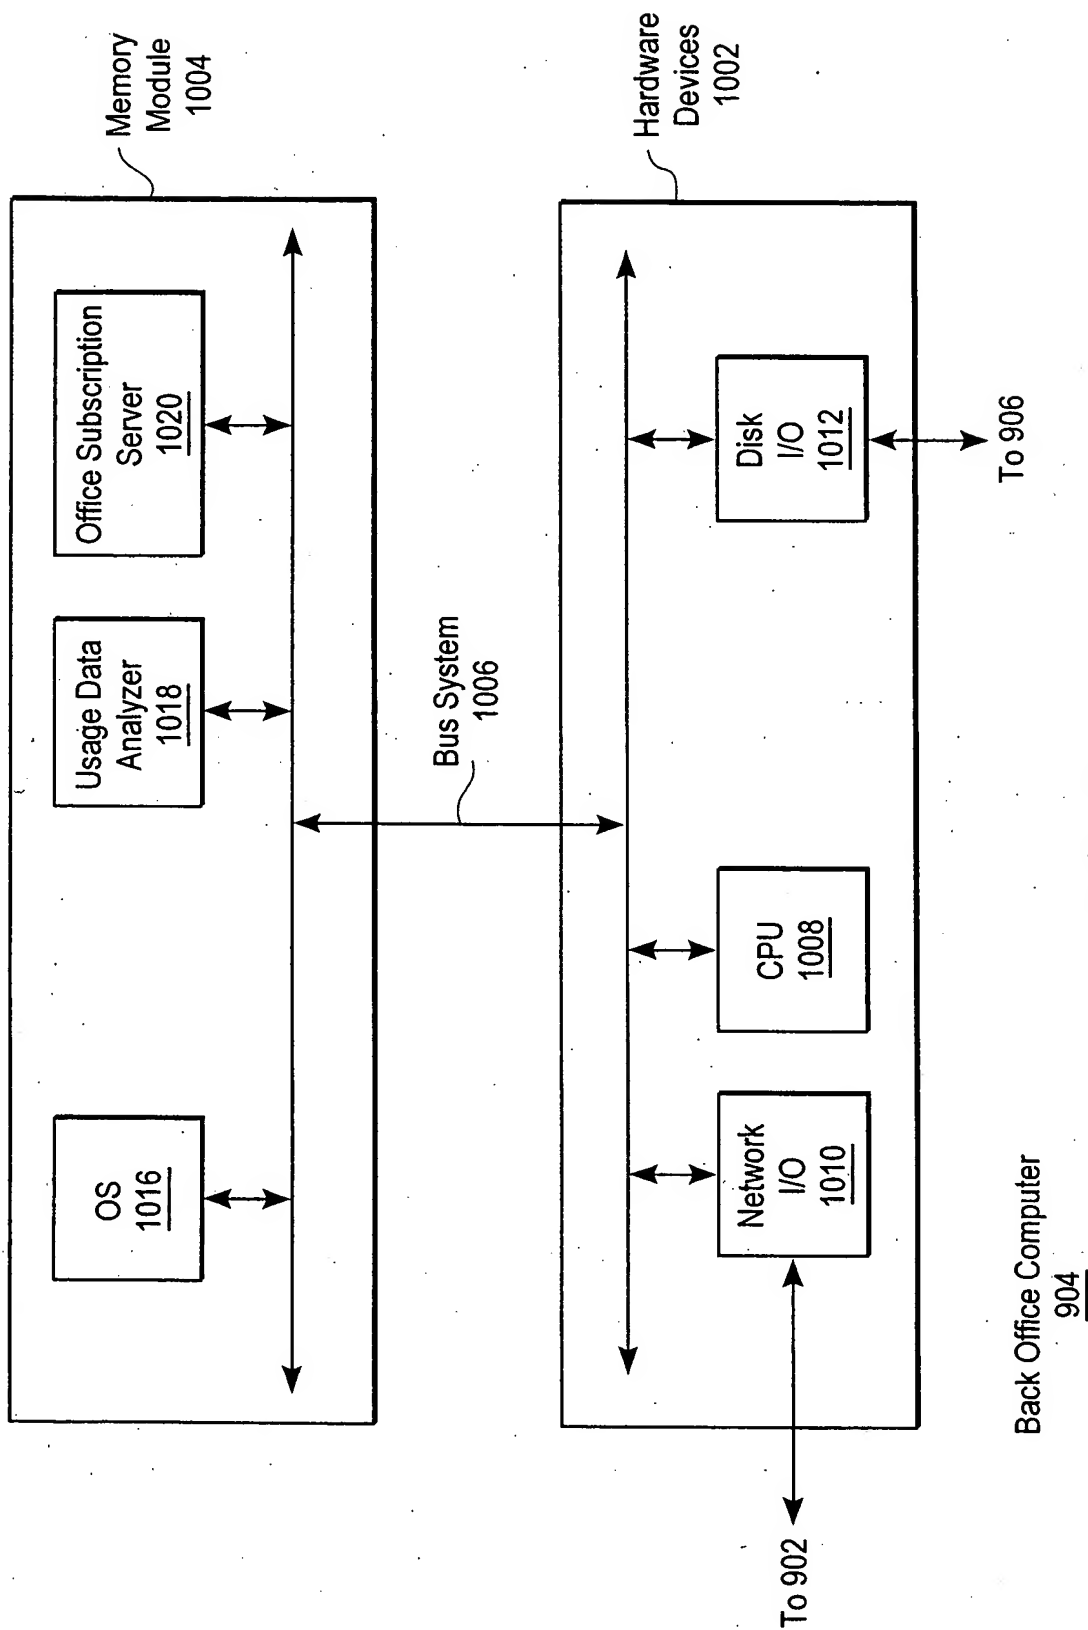 Memory
Module
1004
OS
1016
Usage Data
Analyzer
1018
Office Subscription
Server
1020
Bus System
1006
Hardware
Devices
1002
Network
I/O
1010
CPU
1008
Disk
I/O
1012
To 902
To 906
Back Office Computer
904